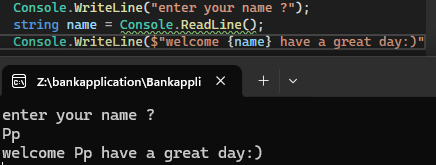 Console.WriteLine("enter your name ?");
string name = Console.ReadLine();
Console.WriteLine($"welcome {name} have a great day:)"
Z:\bankapplication\Bankappli
enter your name ?
Pp
welcome Pp have a great day:)